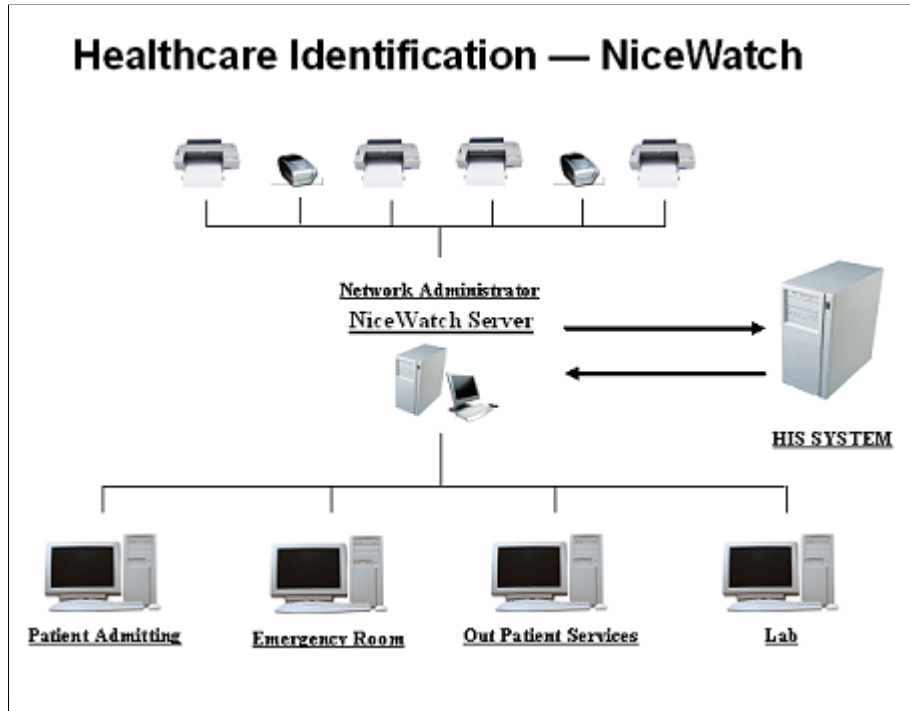 Healthcare Identification — NiceWatch
Network Administrator
NiceWatch Server
HIS SYSTEM
Patient Admitting
Emergency Room
Out Patient Services
Lab